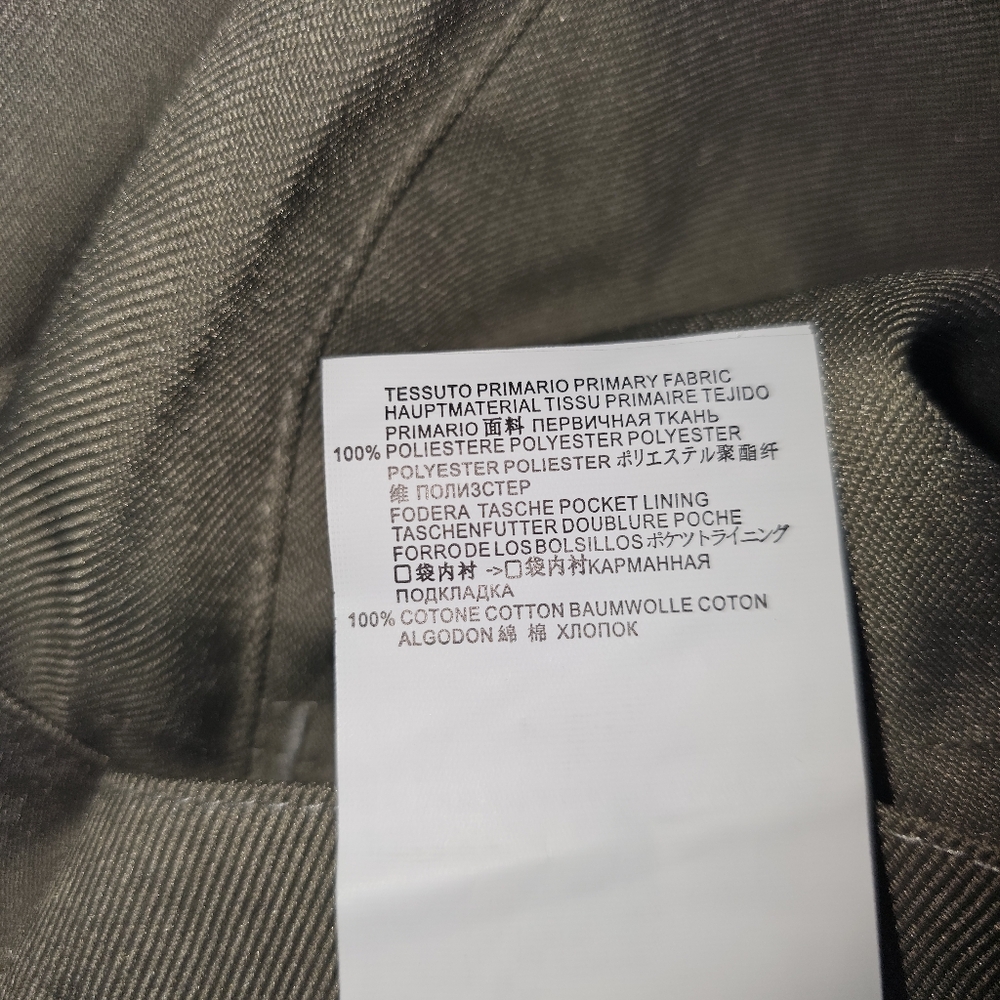 TESSUTO PRIMARIO PRIMARY FABRIC
HAUPTMATERIAL TISSU PRIMAIRE TEJIDO
PRIMARIO 面料 ПЕРВИЧНАЯ ТКАНЬ
100% POLIESTERE POLYESTER POLYESTER
POLYESTER POLIESTER ポリエステル聚酯纤
维 ПОЛИЗСТЕР
FODERA TASCHE POCKET LINING
TASCHENFUTTER DOUBLURE POCHE
FORRO DE LOS BOLSILLOS ポケツトライニング
口袋内衬 ->口袋内衬КАРМАННАЯ
ПОДКЛАДКА
100% COTONE COTTON BAUMWOLLE COTON
ALGODON 綿 棉 ХЛОПОК